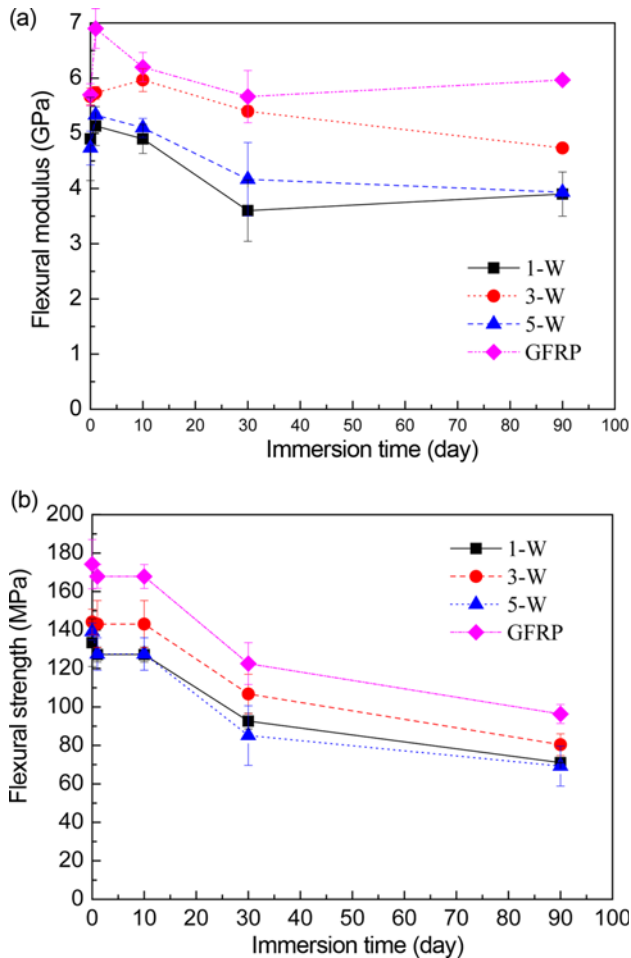 (a)
7
6
5
4
3
2
1
0
Flexural modulus (GPa)
1-W
3-W
5-W
GFRP
0 10 20 30 40 50 60 70 80 90 100
Immersion time (day)
(b)
200
180
160
140
120
100
80
60
40
20
0
Flexural strength (MPa)
1-W
3-W
5-W
GFRP
0 10 20 30 40 50 60 70 80 90 100
Immersion time (day)